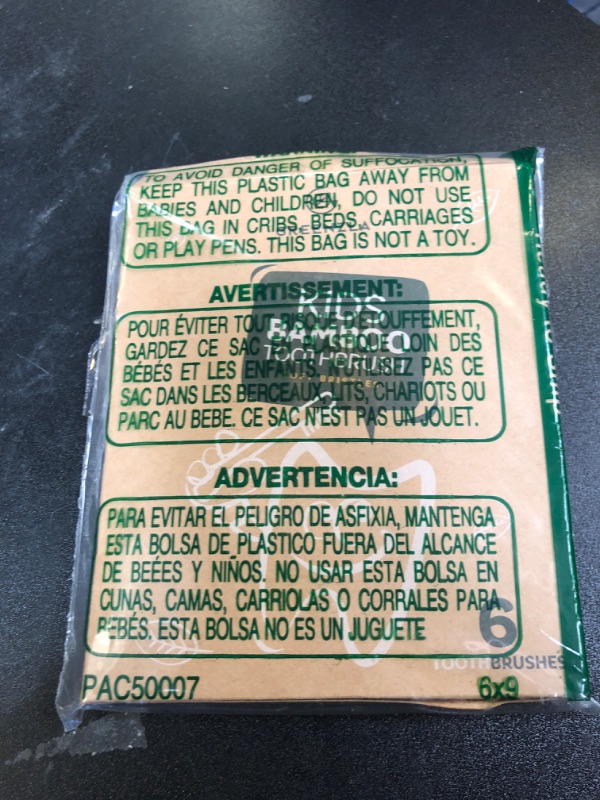 TO AVOID DANGER OF SUFFOCATION,
KEEP THIS PLASTIC BAG AWAY FROM
BABIES AND CHILDREN, DO NOT USE
THIS BAG IN CRIBS, BEDS, CARRIAGES
OR PLAY PENS. THIS BAG IS NOT A TOY.
AVERTISSEMENT:
POUR ÉVITER TOUT RISQUE D'ETOUFFEMENT,
GARDEZ CE SAC EN PLASTIQUE LOIN DES
BÉBÉS ET LES ENFANTS. N'UTILISEZ PAS CE
SAC DANS LES BERCEAUX, LITS, CHARIOTS OU
PARC AU BEBE. CE SAC N'EST PAS UN JOUET.
KIDS
BAMBOO
TOOTHBRUSH
ADVERTENCIA:
PARA EVITAR EL PELIGRO DE ASFIXIA, MANTENGA
ESTA BOLSA DE PLASTICO FUERA DEL ALCANCE
DE BEÉES Y NIÑOS. NO USAR ESTA BOLSA EN
CUNAS, CAMAS, CARRIOLAS O CORRALES PARA
BEBÉS. ESTA BOLSA NO ES UN JUGUETE
6
TOOTHBRUSHES
PAC50007
6x9